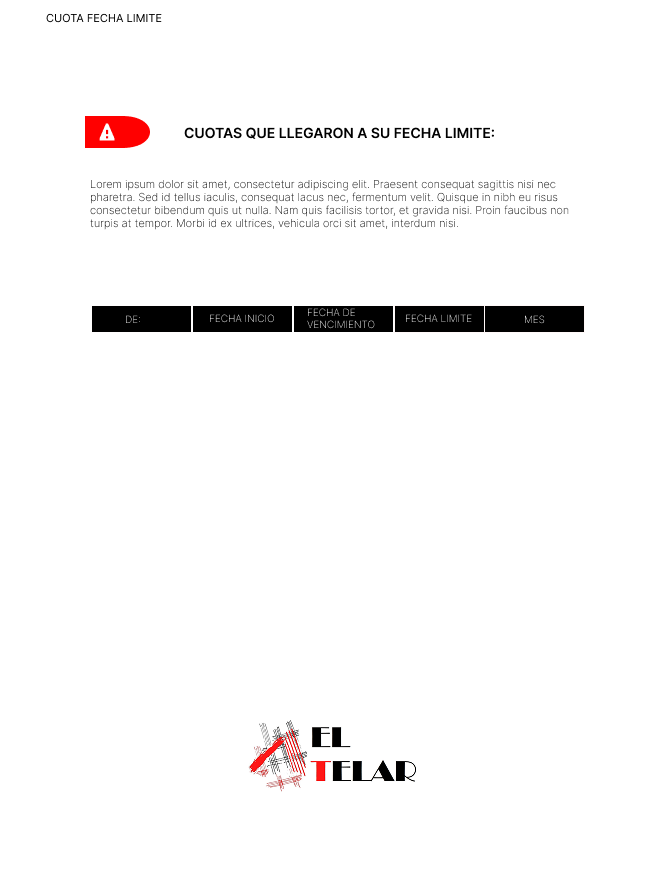 CUOTA FECHA LIMITE
CUOTAS QUE LLEGARON A SU FECHA LIMITE:
Lorem ipsum dolor sit amet, consectetur adipiscing elit. Praesent consequat sagittis nisi nec
pharetra. Sed id tellus iaculis, consequat lacus nec, fermentum velit. Quisque in nibh eu risus
consectetur bibendum quis ut nulla. Nam quis facilisis tortor, et gravida nisi. Proin faucibus non
turpis at tempor. Morbi id ex ultrices, vehicula orci sit amet, interdum nisi.
DE:
FECHA INICIO
FECHA DE
VENCIMIENTO
FECHA LIMITE
MES
EL
TELAR